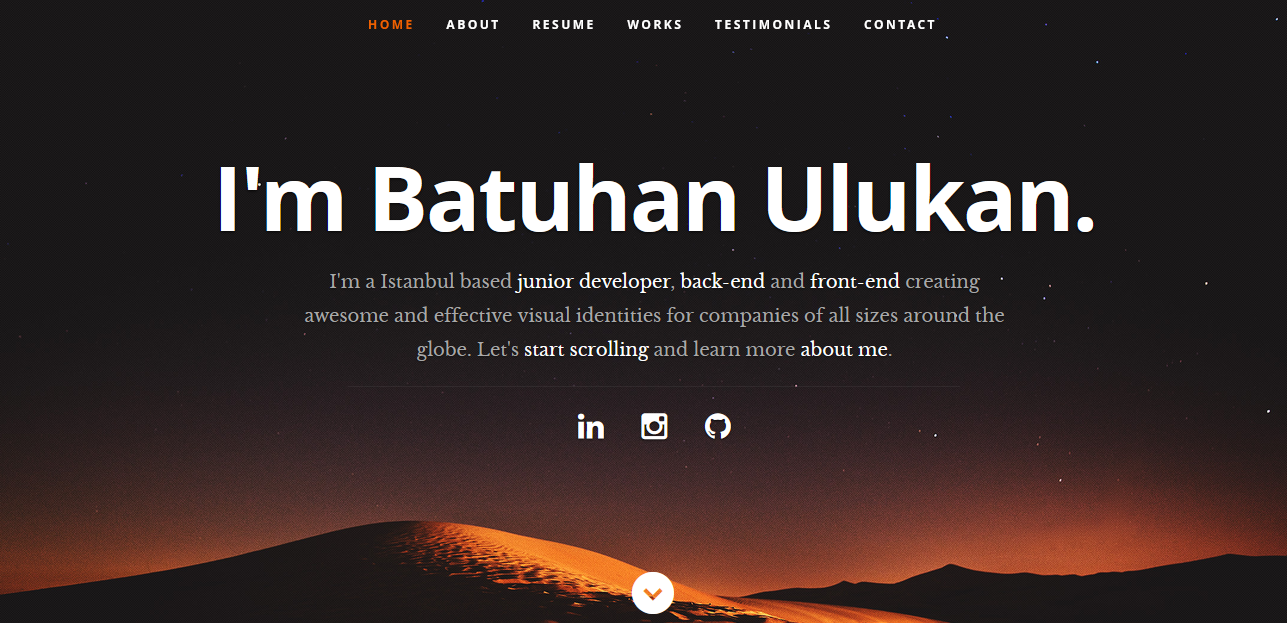 HOME ABOUT RESUME WORKS TESTIMONIALS CONTACT
I'm Batuhan Ulukan.
I'm a Istanbul based junior developer, back-end and front-end creating
awesome and effective visual identities for companies of all sizes around the
globe. Let's start scrolling and learn more about me.
in